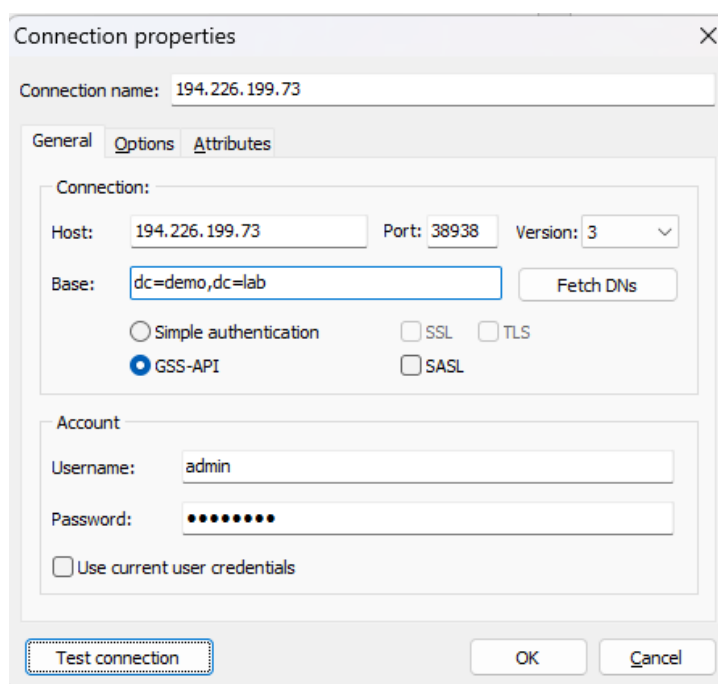 Connection properties
Connection name: 194.226.199.73
General Options Attributes
Connection:
Host: 194.226.199.73 Port: 38938 Version: 3
Base: dc=demo,dc=lab Fetch DNs
Simple authentication SSL TLS
GSS-API SASL
Account
Username: admin
Password: ●●●●●●●●
Use current user credentials
Test connection OK Cancel